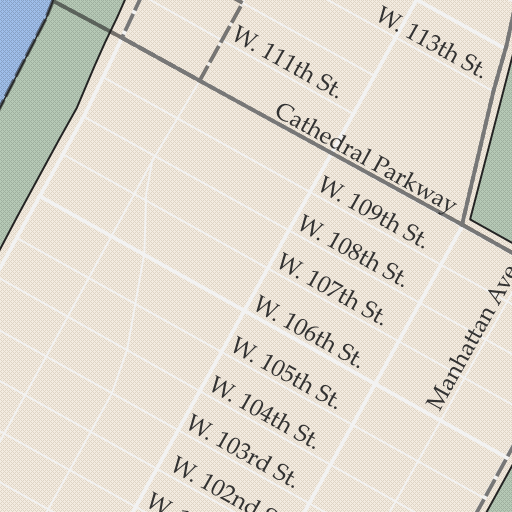 W. 113th St.
W. 111th St.
Cathedral Parkway
W. 109th St.
W. 108th St.
W. 107th St.
Manhattan Ave
W. 106th St.
W. 105th St.
W. 104th St.
W. 103rd St.
W. 102nd S
W.